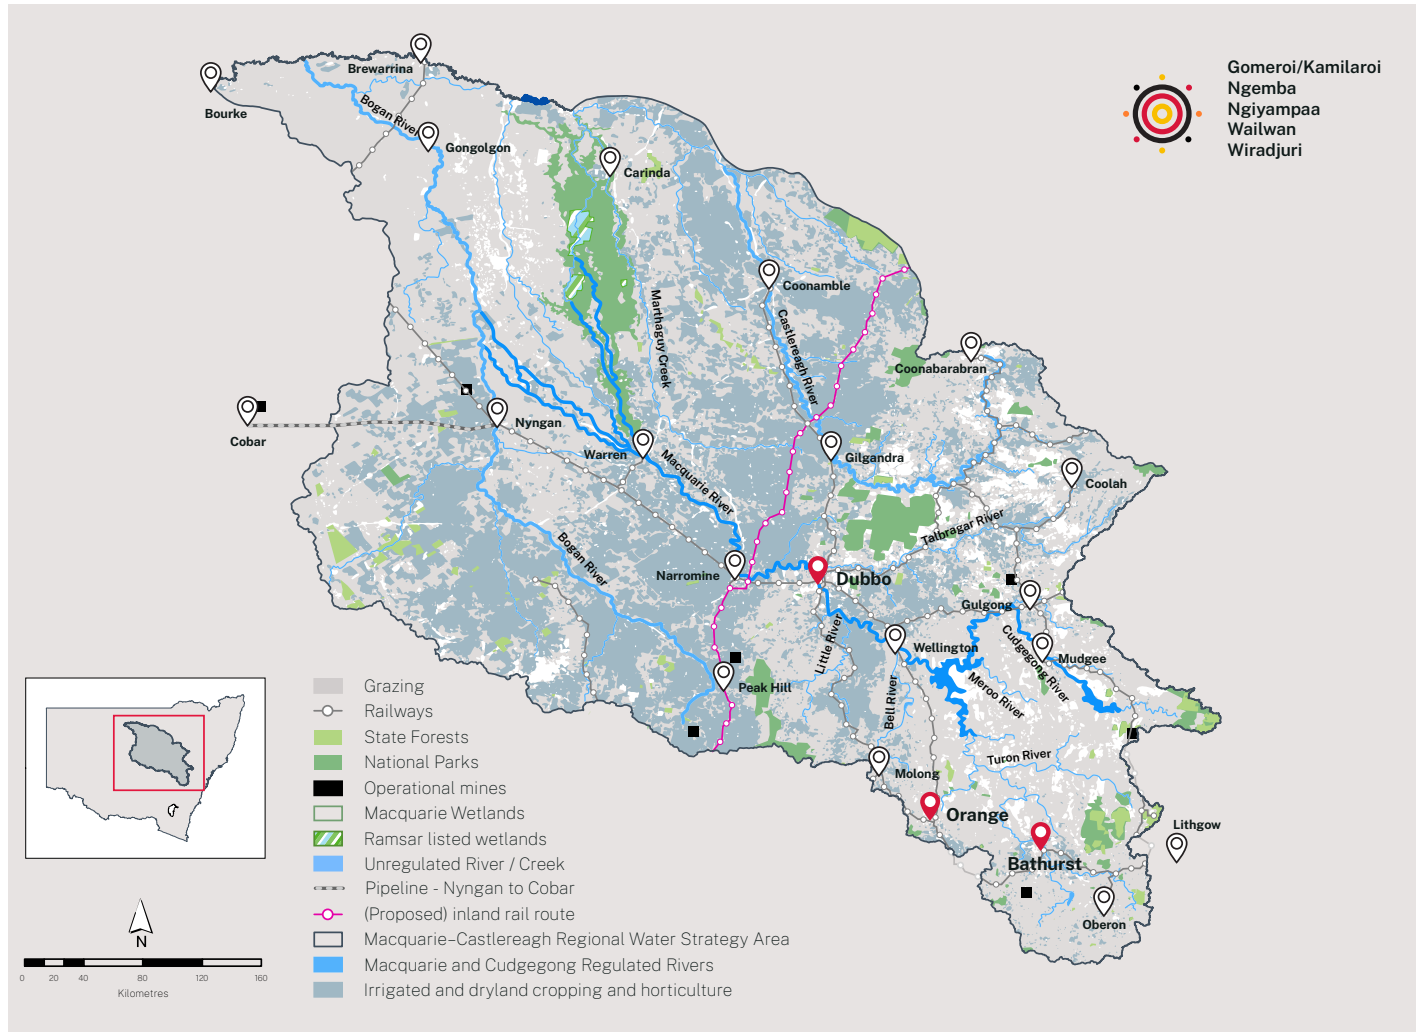 Gomeroi/Kamilaroi
Ngemba
Ngiyampaa
Wailwan
Wiradjuri
Brewarrina
Bourke
Bogan River
Gongolgon
Carinda
Coonamble
Marthaguy Creek
Castlereagh River
Coonabarabran
Cobar
Nyngan
Warren
Macquarie River
Gilgandra
Coolah
Talbragar River
Bogan River
Narromine
Dubbo
Gulgong
Little River
Wellington
Cudgegong River
Mudgee
Peak Hill
Bell River
Meroo River
Turon River
Molong
Orange
Lithgow
Bathurst
Oberon
Grazing
Railways
State Forests
National Parks
Operational mines
Macquarie Wetlands
Ramsar listed wetlands
Unregulated River / Creek
Pipeline - Nyngan to Cobar
(Proposed) inland rail route
Macquarie–Castlereagh Regional Water Strategy Area
Macquarie and Cudgegong Regulated Rivers
Irrigated and dryland cropping and horticulture
N
0 20 40 80 120 160
Kilometres